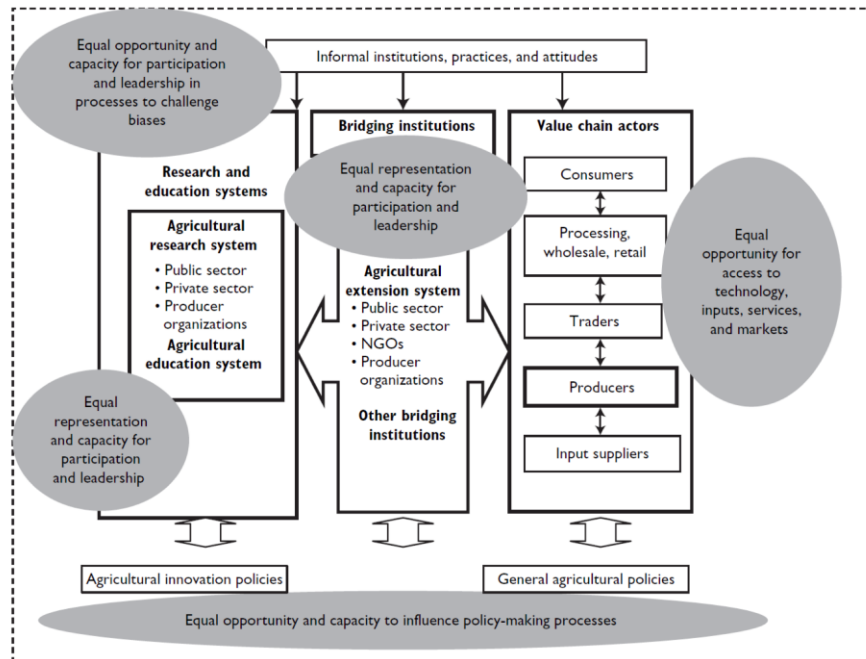 Equal opportunity and
capacity for participation
and leadership in
processes to challenge
biases
Informal institutions, practices, and attitudes
Research and
education systems
Agricultural
research system
• Public sector
• Private sector
• Producer
organizations
Agricultural
education system
Equal
representation
and capacity for
participation
and leadership
Bridging institutions
Equal representation
and capacity for
participation and
leadership
Agricultural
extension system
• Public sector
• Private sector
• NGOs
• Producer
organizations
Other bridging
institutions
Value chain actors
Consumers
Processing,
wholesale, retail
Traders
Producers
Input suppliers
Equal
opportunity for
access to
technology,
inputs, services,
and markets
Agricultural innovation policies
General agricultural policies
Equal opportunity and capacity to influence policy-making processes